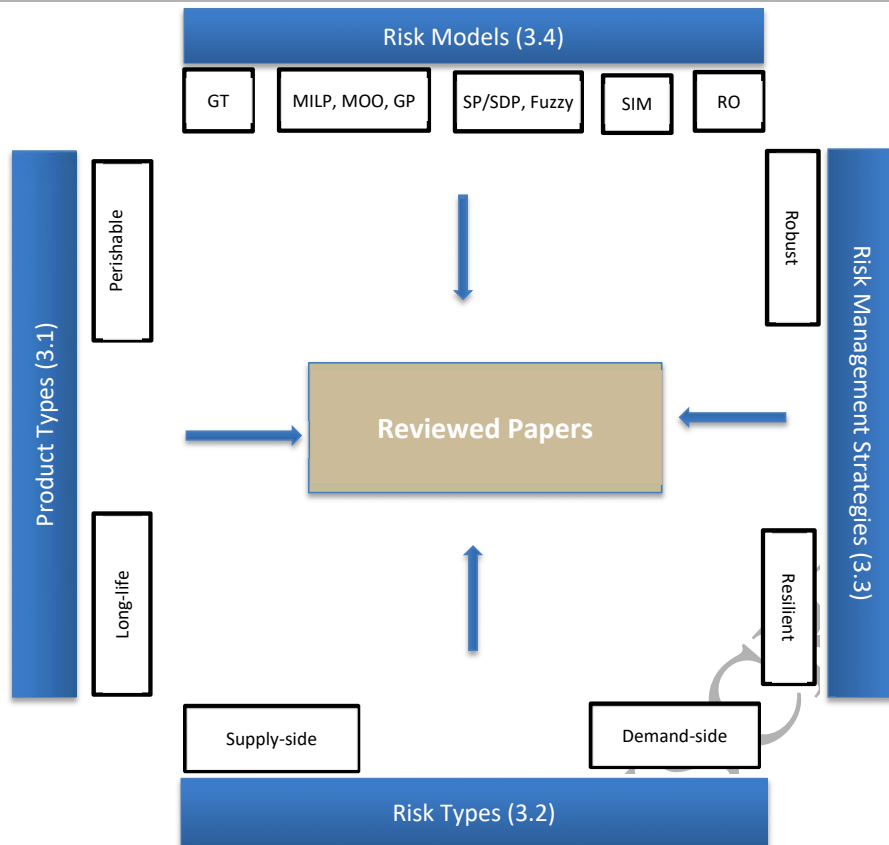 Risk Models (3.4)
GT
MILP, MOO, GP
SP/SDP, Fuzzy
SIM
RO
Product Types (3.1)
Perishable
Long-life
Reviewed Papers
Robust
Resilient
Risk Management Strategies (3.3)
Supply-side
Demand-side
Risk Types (3.2)